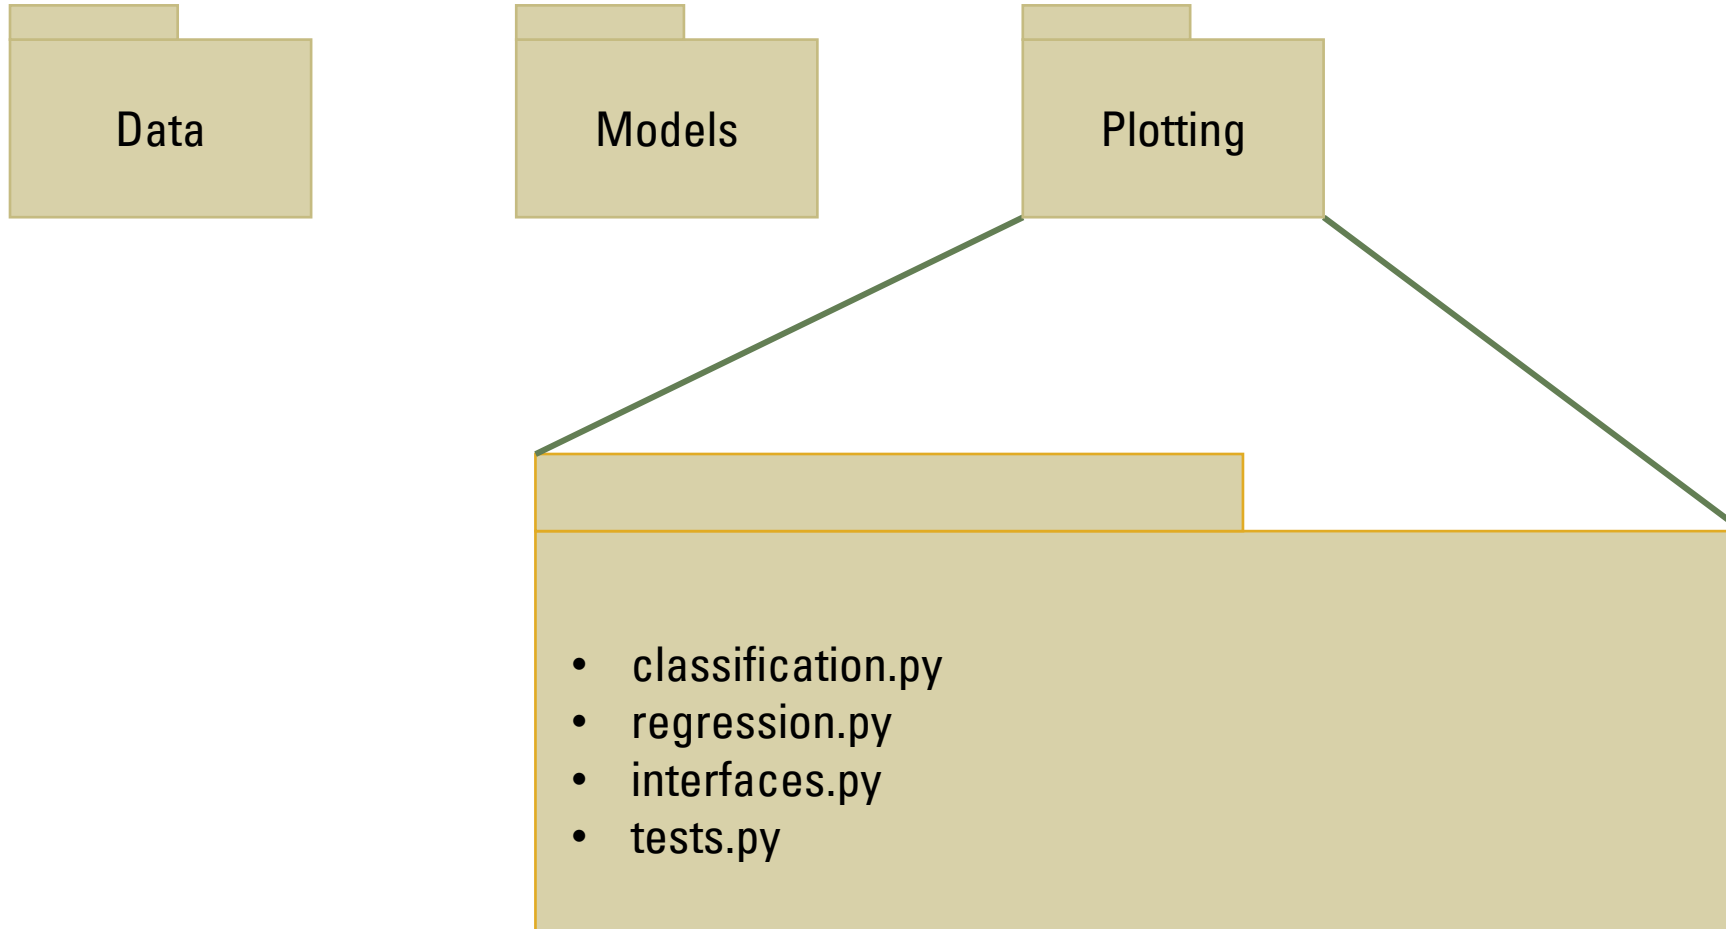 Data
Models
Plotting
• classification.py
• regression.py
• interfaces.py
• tests.py